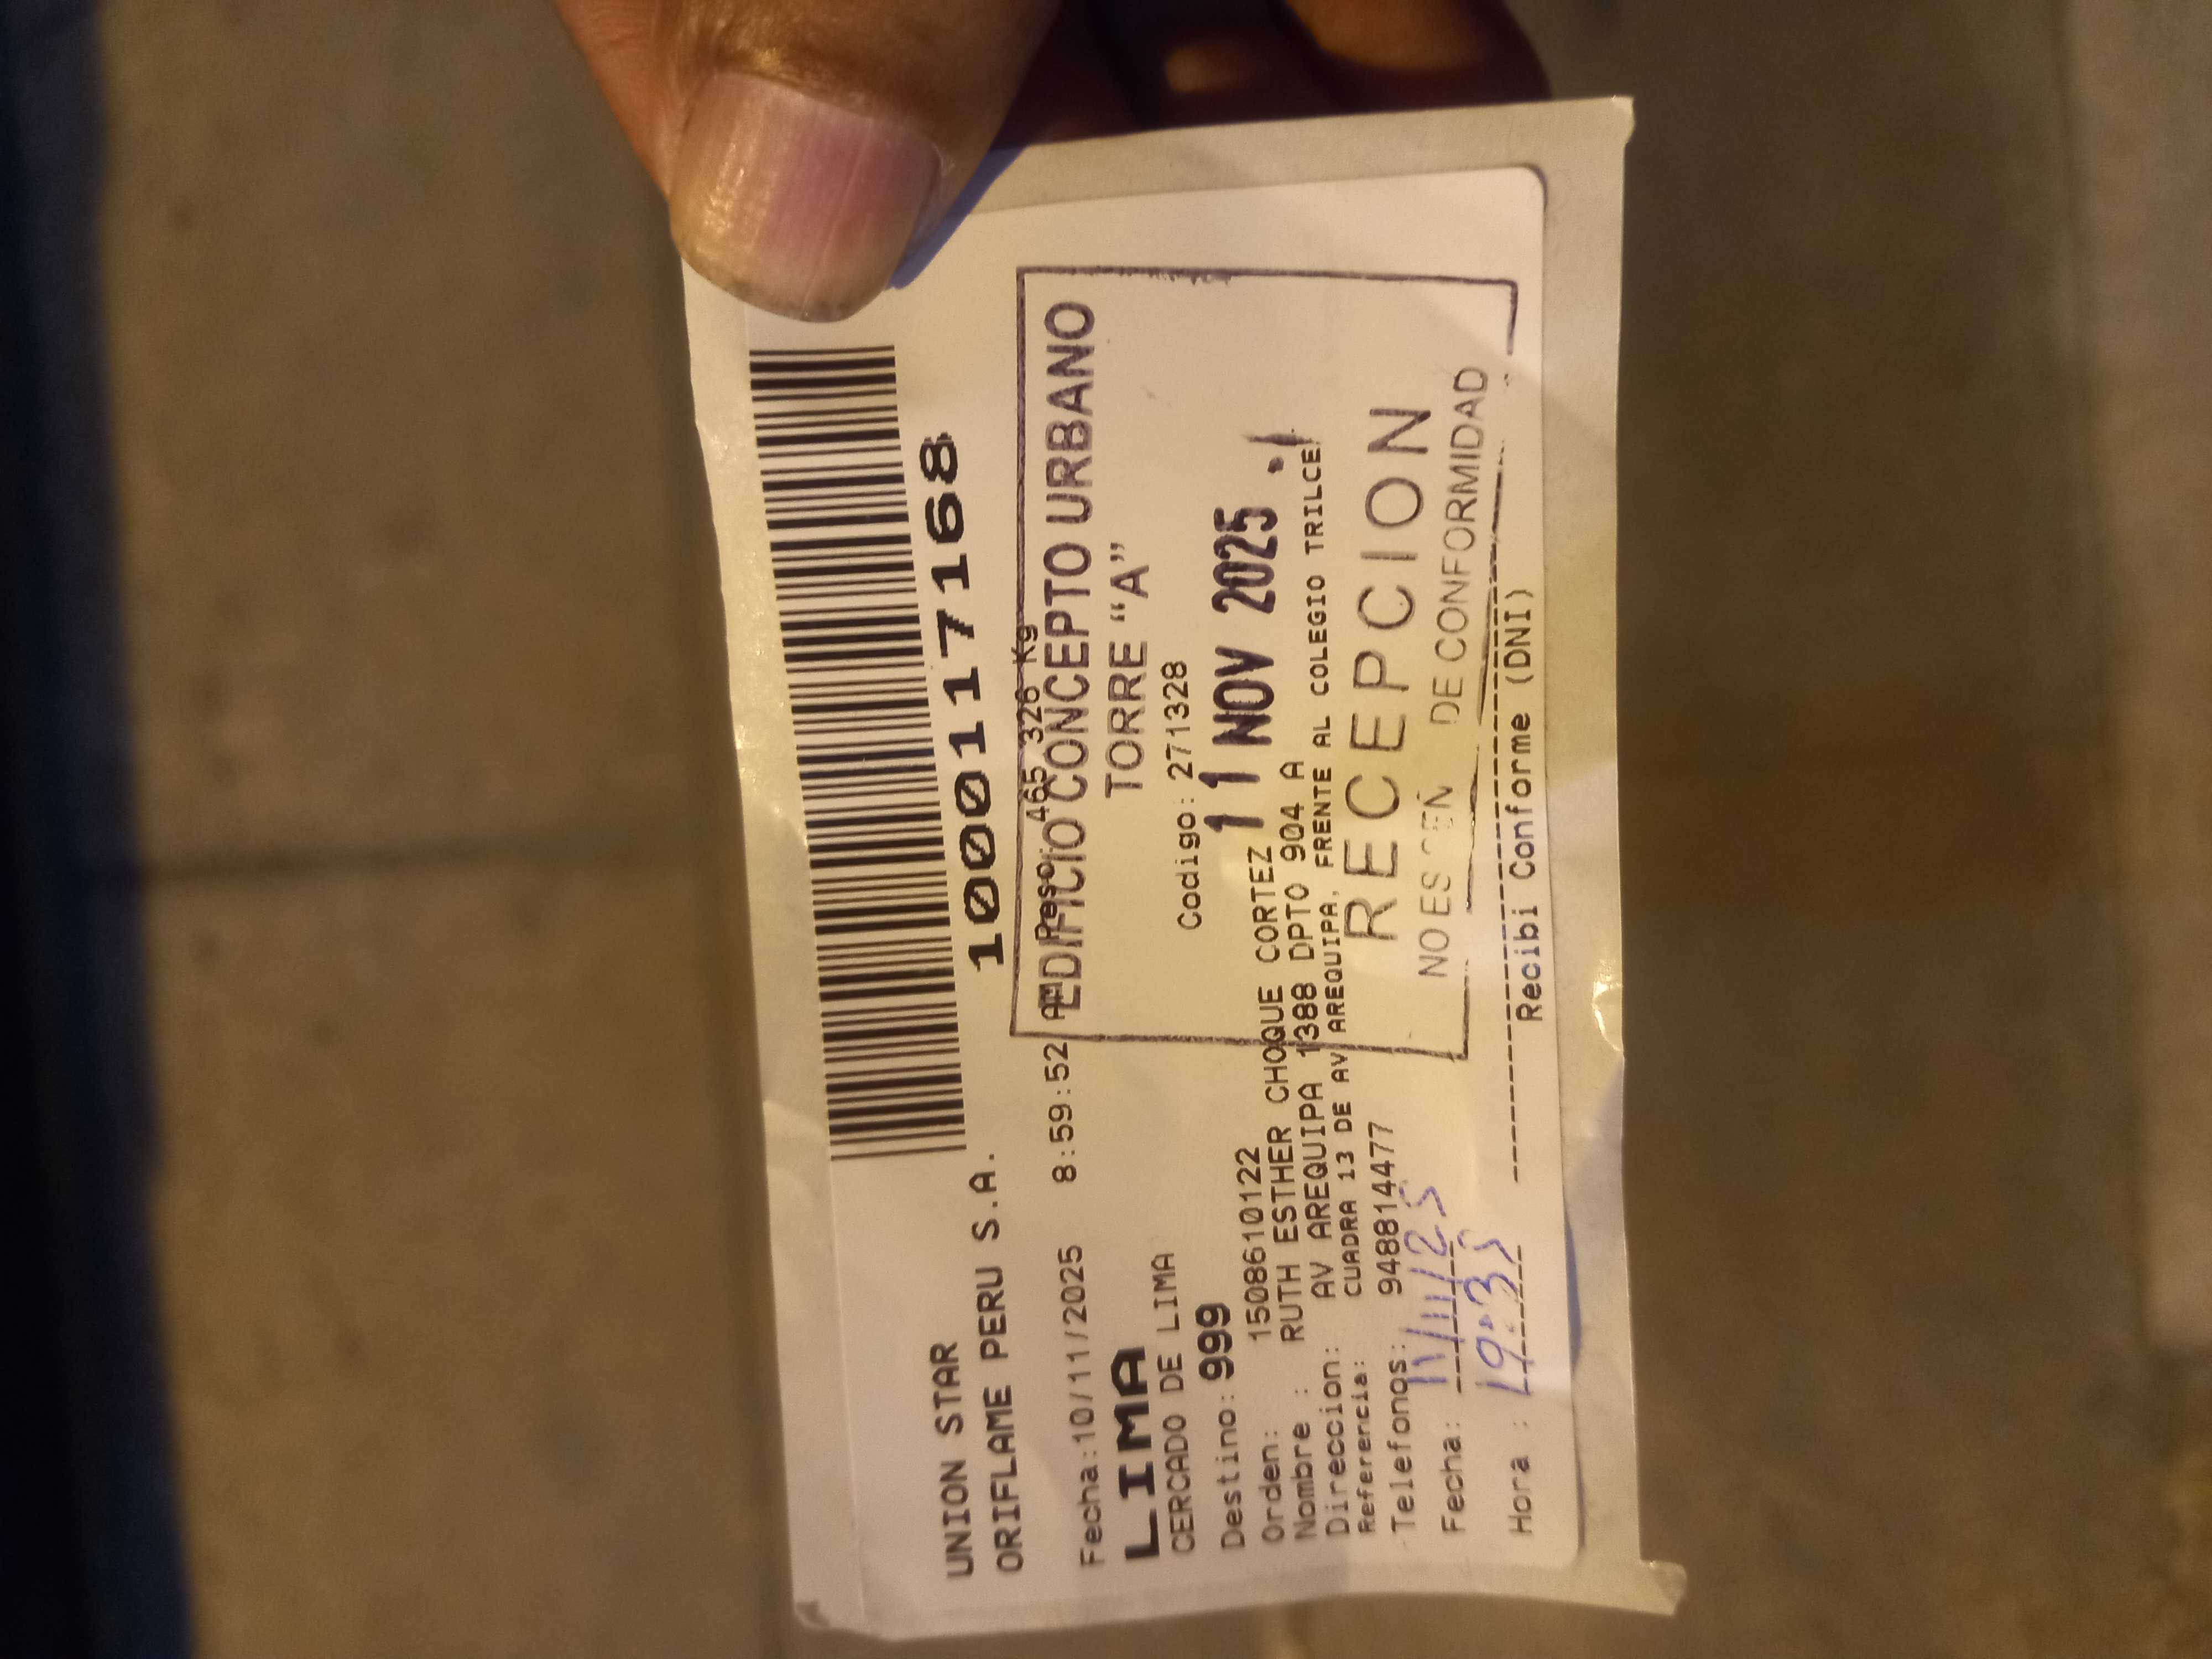 1000117168
UNION STAR
ORIFLAME PERU S.A.
Fecha:10/11/2025 8:59:52 AM Peso 465 326 Kg
EDIFICIO CONCEPTO URBANO
TORRE “A”
LIMA
CERCADO DE LIMA
Codigo: 271328
Destino: 999
11 NOV 2025
Orden: 1508610122
Nombre : RUTH ESTHER CHOQUE CORTEZ
Direccion: AV AREQUIPA 1388 DPTO 904 A
Referencia: CUADRA 13 DE AV AREQUIPA, FRENTE AL COLEGIO TRILCE
Telefonos: 948814477
RECEPCION
NO ES DE CONFORMIDAD
Fecha: 11/11/25
Hora : 19:35
Recibi Conforme (DNI)